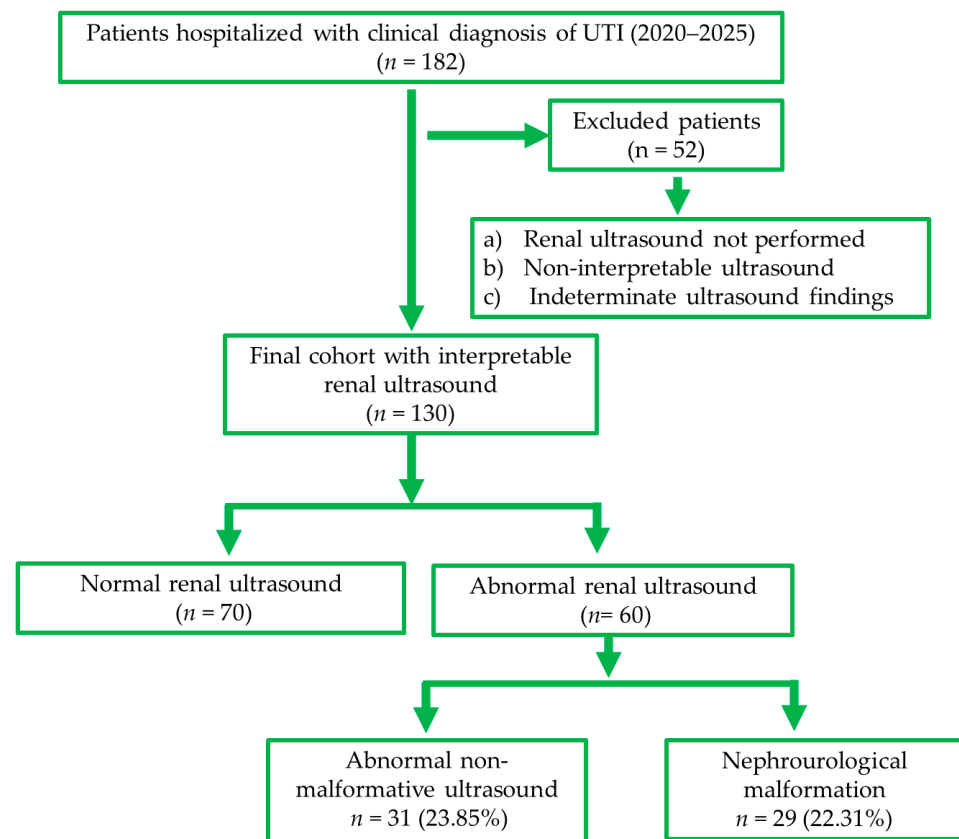 Patients hospitalized with clinical diagnosis of UTI (2020–2025)
(n = 182)
Excluded patients
(n = 52)
a) Renal ultrasound not performed
b) Non-interpretable ultrasound
c) Indeterminate ultrasound findings
Final cohort with interpretable
renal ultrasound
(n = 130)
Normal renal ultrasound
(n = 70)
Abnormal renal ultrasound
(n= 60)
Abnormal non-
malformative ultrasound
n = 31 (23.85%)
Nephrourological
malformation
n = 29 (22.31%)